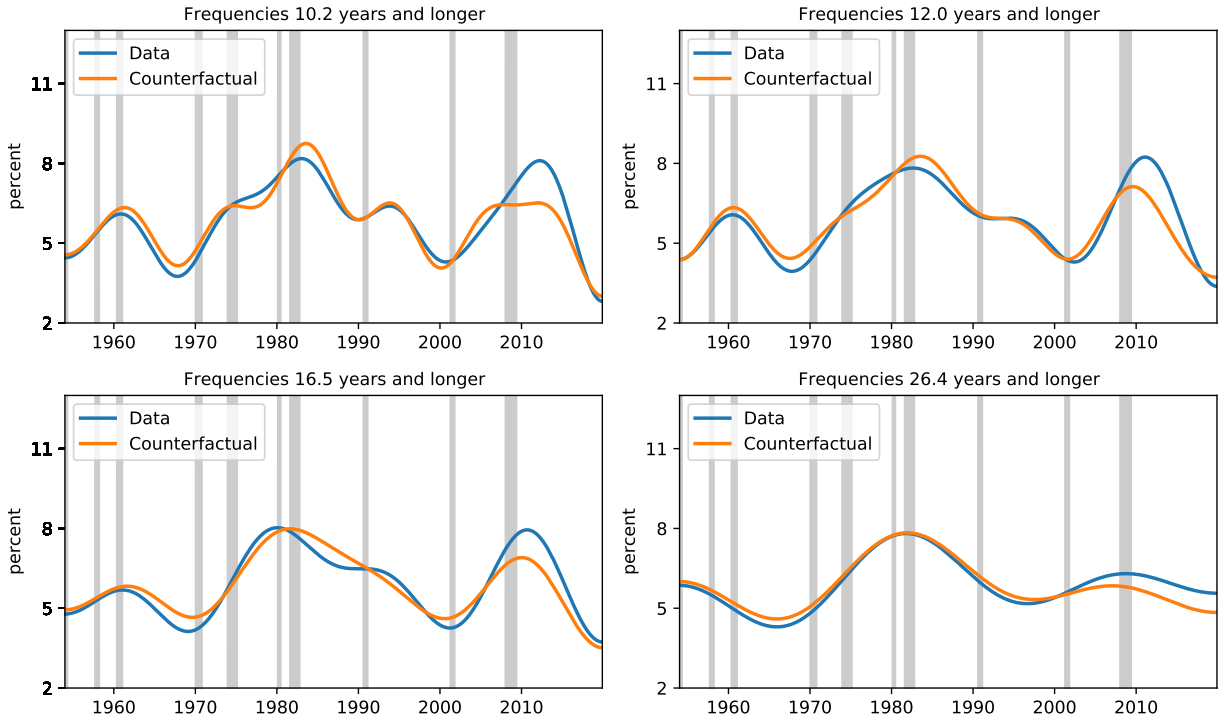 Frequencies 10.2 years and longer
Data
Counterfactual
percent
11
8
5
2
1960 1970 1980 1990 2000 2010
Frequencies 12.0 years and longer
Data
Counterfactual
percent
11
8
5
2
1960 1970 1980 1990 2000 2010
Frequencies 16.5 years and longer
Data
Counterfactual
percent
11
8
5
2
1960 1970 1980 1990 2000 2010
Frequencies 26.4 years and longer
Data
Counterfactual
percent
11
8
5
2
1960 1970 1980 1990 2000 2010